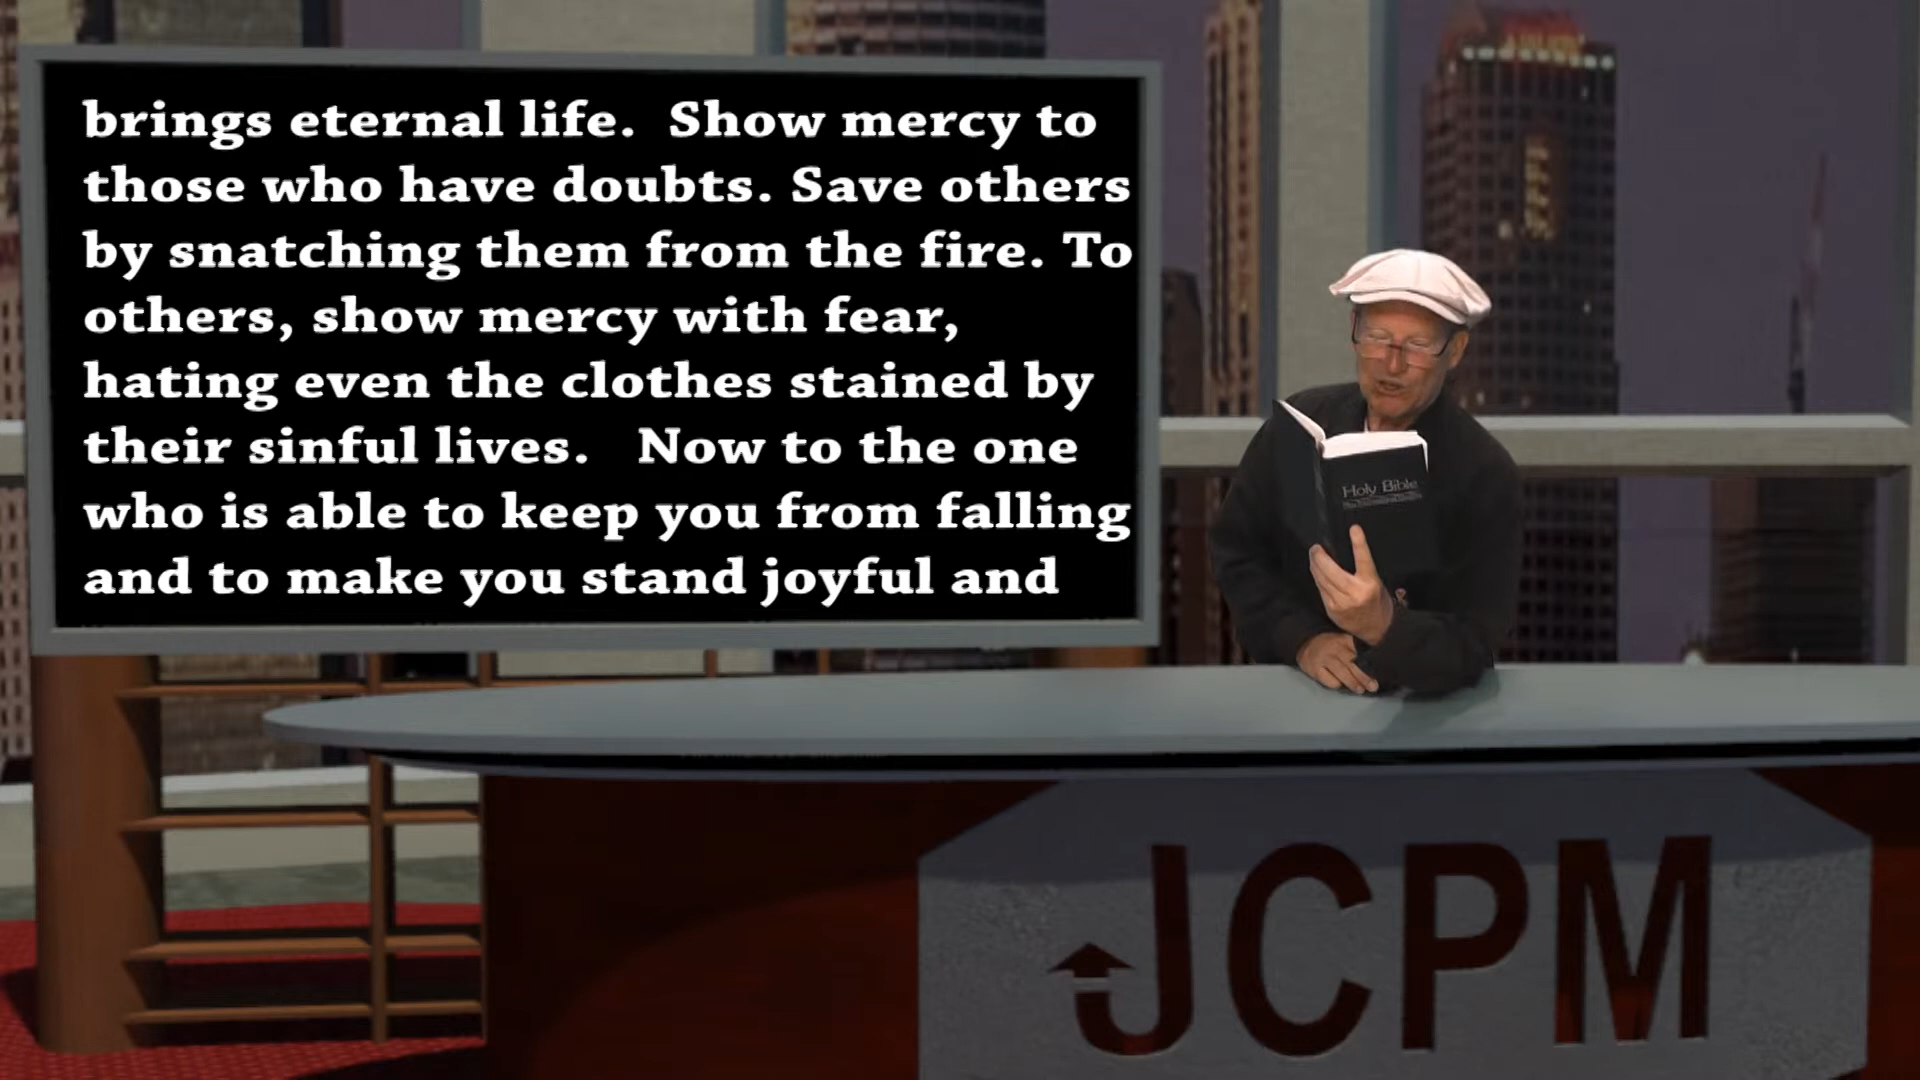 brings eternal life.  Show mercy to
those who have doubts. Save others
by snatching them from the fire. To
others, show mercy with fear,
hating even the clothes stained by
their sinful lives.   Now to the one
who is able to keep you from falling
and to make you stand joyful and
Holy Bible
JCPM